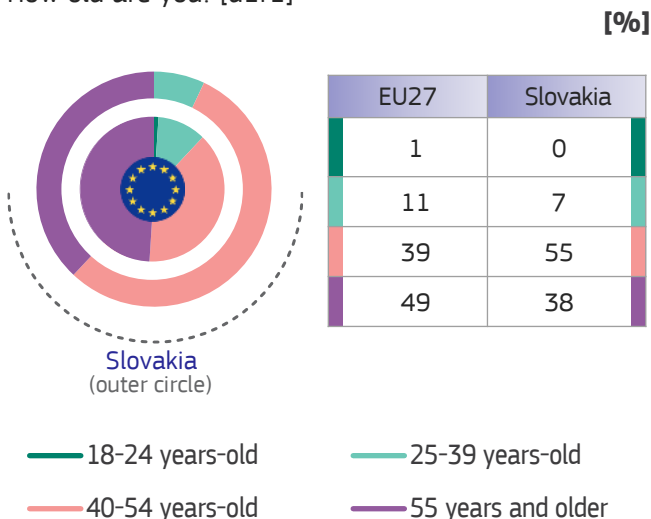 [%]
EU27 Slovakia
1 0
11 7
39 55
49 38
Slovakia
(outer circle)
18-24 years-old 25-39 years-old
40-54 years-old 55 years and older